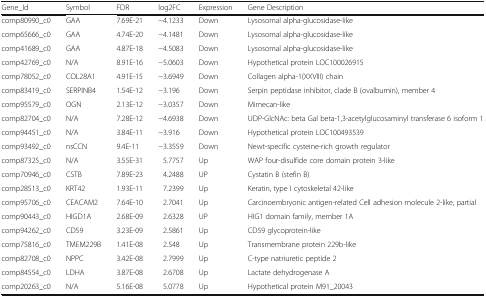 Gene_Id Symbol FDR log2FC Expression Gene Description
comp80990_c0 GAA 7.69E-21 −4.1233 Down Lysosomal alpha-glucosidase-like
comp65666_c0 GAA 4.74E-20 −4.1481 Down Lysosomal alpha-glucosidase-like
comp41689_c0 GAA 4.87E-18 −4.5083 Down Lysosomal alpha-glucosidase-like
comp42769_c0 N/A 8.91E-16 −5.0603 Down Hypothetical protein LOC100026915
comp78052_c0 COL28A1 4.91E-15 −3.6949 Down Collagen alpha-1(XXVIII) chain
comp83419_c0 SERPINB4 1.54E-12 −3.196 Down Serpin peptidase inhibitor, clade B (ovalbumin), member 4
comp95579_c0 OGN 2.13E-12 −3.0357 Down Mimecan-like
comp82704_c0 N/A 7.28E-12 −4.6938 Down UDP-GlcNAc: beta Gal beta-1,3-acetylglucosaminyl transferase 6 isoform 1
comp94451_c0 N/A 3.84E-11 −3.916 Down Hypothetical protein LOC100493539
comp93492_c0 nsCCN 9.4E-11 −3.3559 Down Newt-specific cysteine-rich growth regulator
comp87325_c0 N/A 3.55E-31 5.7757 Up WAP four-disulfide core domain protein 3-like
comp70946_c0 CSTB 7.89E-23 4.2488 UP Cystatin B (stefin B)
comp28513_c0 KRT42 1.93E-11 7.2399 Up Keratin, type I cytoskeletal 42-like
comp95706_c0 CEACAM2 7.64E-10 2.7041 Up Carcinoembryonic antigen-related Cell adhesion molecule 2-like, partial
comp90443_c0 HIGD1A 2.68E-09 2.6328 UP HIG1 domain family, member 1A
comp94262_c0 CD59 3.23E-09 2.5861 Up CD59 glycoprotein-like
comp75816_c0 TMEM229B 1.41E-08 2.548 Up Transmembrane protein 229b-like
comp82708_c0 NPPC 3.42E-08 2.7999 Up C-type natriuretic peptide 2
comp84554_c0 LDHA 3.87E-08 2.6708 Up Lactate dehydrogenase A
comp20263_c0 N/A 5.16E-08 5.0778 Up Hypothetical protein M91_20043